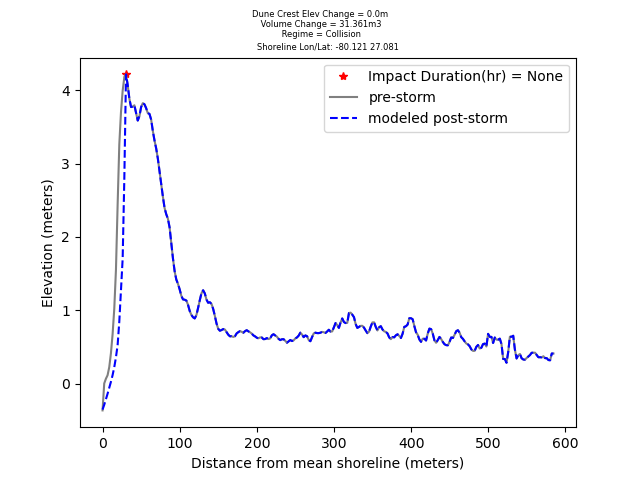 Dune Crest Elev Change = 0.0m
Volume Change = 31.361m3
Regime = Collision
Shoreline Lon/Lat: -80.121 27.081
Impact Duration(hr) = None
pre-storm
modeled post-storm
Elevation (meters)
4
3
2
1
0
0 100 200 300 400 500 600
Distance from mean shoreline (meters)